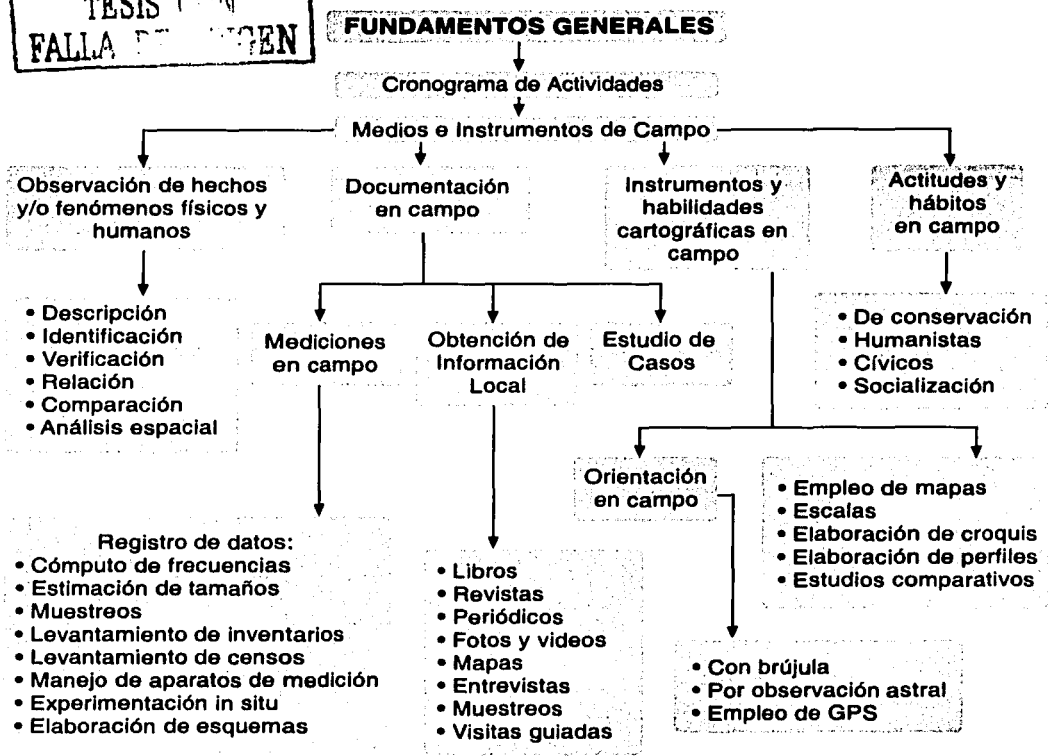 TESIS CON
FALLA DE ORIGEN
FUNDAMENTOS GENERALES
Cronograma de Actividades
Medios e Instrumentos de Campo
Observación de hechos
y/o fenómenos físicos y
humanos
Documentación
en campo
Instrumentos y
habilidades
cartográficas en
campo
Actitudes y
hábitos
en campo
• Descripción
• Identificación
• Verificación
• Relación
• Comparación
• Análisis espacial
Mediciones
en campo
Obtención de
Información
Local
Estudio de
Casos
• De conservación
• Humanistas
• Cívicos
• Socialización
Orientación
en campo
• Empleo de mapas
• Escalas
• Elaboración de croquis
• Elaboración de perfiles
• Estudios comparativos
Registro de datos:
• Cómputo de frecuencias
• Estimación de tamaños
• Muestreos
• Levantamiento de inventarios
• Levantamiento de censos
• Manejo de aparatos de medición
• Experimentación in situ
• Elaboración de esquemas
• Libros
• Revistas
• Periódicos
• Fotos y videos
• Mapas
• Entrevistas
• Muestreos
• Visitas guiadas
• Con brújula
• Por observación astral
• Empleo de GPS